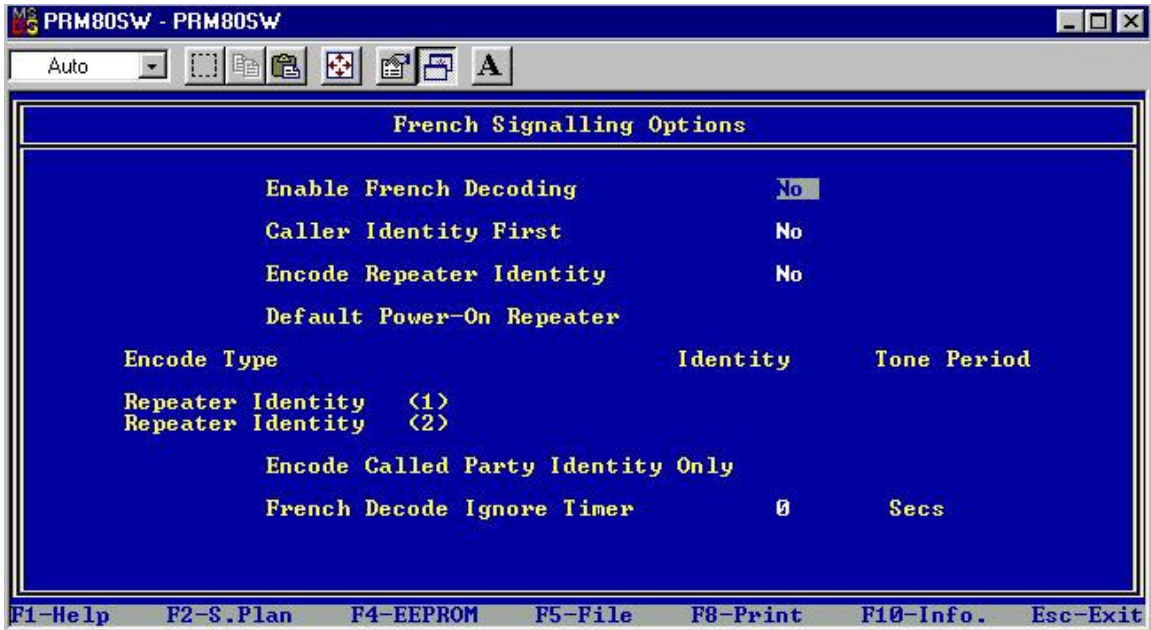 PRM80SW - PRM80SW
Auto
A
French Signalling Options
Enable French Decoding No
Caller Identity First No
Encode Repeater Identity No
Default Power-On Repeater
Encode Type Identity Tone Period
Repeater Identity (1)
Repeater Identity (2)
Encode Called Party Identity Only
French Decode Ignore Timer 0 Secs
F1-Help F2-S.Plan F4-EEPROM F5-File F8-Print F10-Info. Esc-Exit